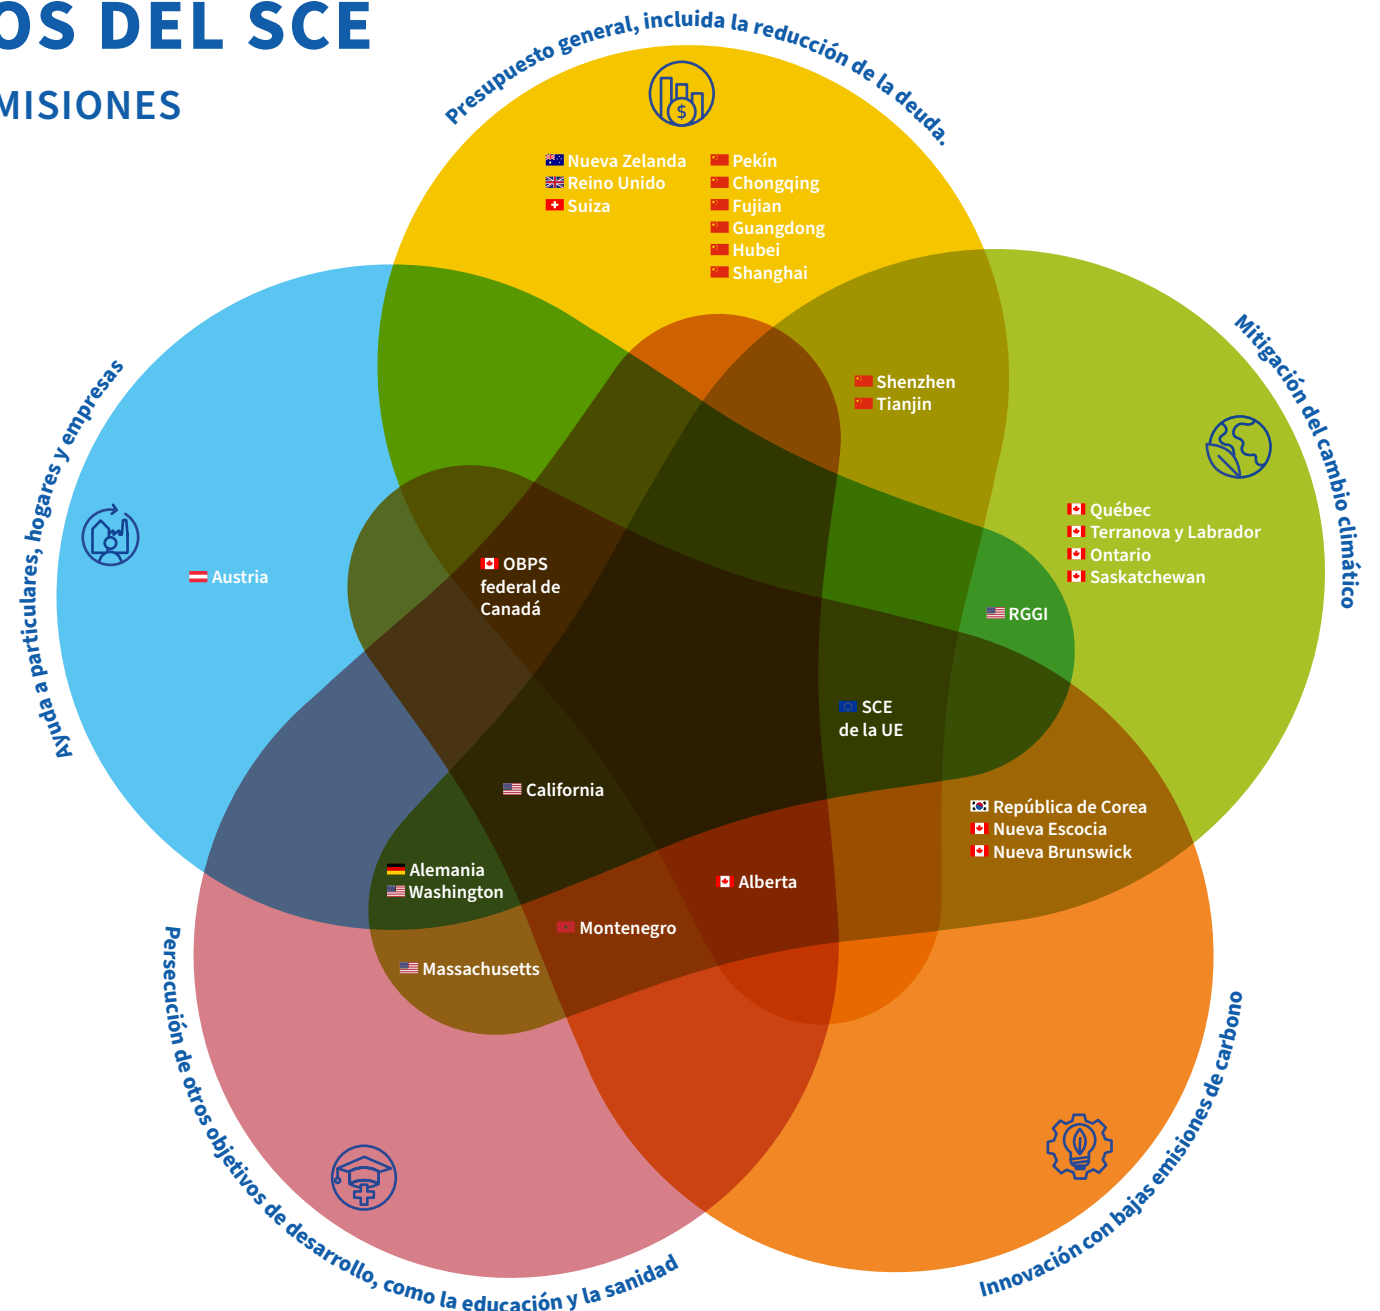 OS DEL SCE
MISIONES
Presupuesto general, incluida la reducción de la deuda.
$
Nueva Zelanda
Reino Unido
Suiza
Pekín
Chongqing
Fujian
Guangdong
Hubei
Shanghai
Mitigación del cambio climático
Shenzhen
Tianjin
Québec
Terranova y Labrador
Ontario
Saskatchewan
RGGI
Ayuda a particulares, hogares y empresas
Austria
OBPS
federal de
Canadá
SCE
de la UE
California
República de Corea
Nueva Escocia
Nueva Brunswick
Alemania
Washington
Alberta
Montenegro
Massachusetts
Persecución de otros objetivos de desarrollo, como la educación y la sanidad
Innovación con bajas emisiones de carbono